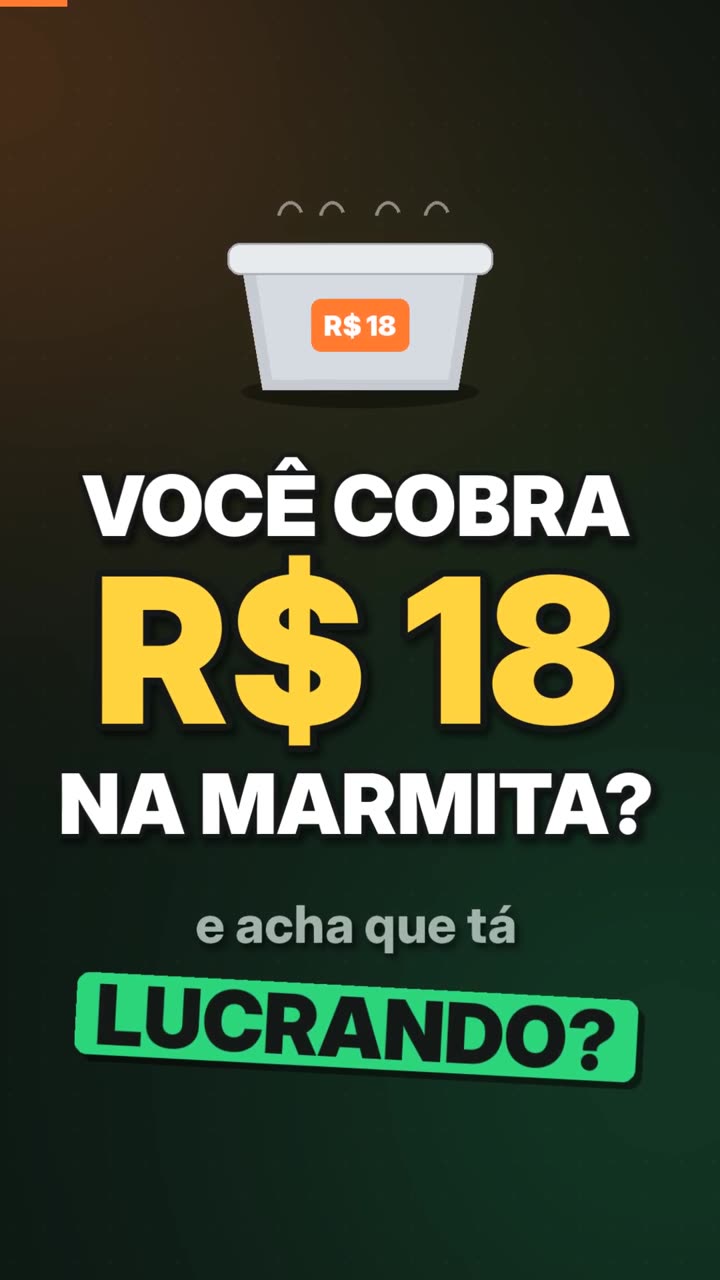 R$ 18
VOCÊ COBRA
R$ 18
NA MARMITA?
e acha que tá
LUCRANDO?